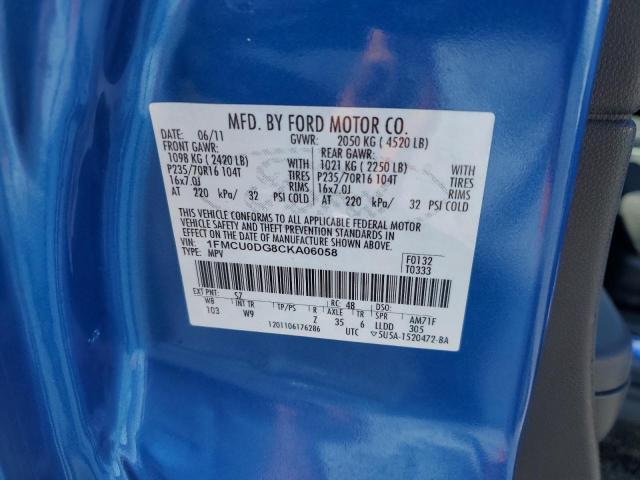 MFD. BY FORD MOTOR CO.
DATE: 06/11 GVWR: 2050 KG ( 4520 LB)
FRONT GAWR: REAR GAWR:
1098 KG ( 2420 LB) WITH 1021 KG ( 2250 LB) WITH
P235/70R16 104T TIRES P235/70R16 104T TIRES
16x7.0J RIMS 16x7.0J RIMS
AT 220 kPa/ 32 PSI COLD AT 220 kPa/ 32 PSI COLD
THIS VEHICLE CONFORMS TO ALL APPLICABLE FEDERAL MOTOR
VEHICLE SAFETY AND THEFT PREVENTION STANDARDS IN EFFECT ON
THE DATE OF MANUFACTURE SHOWN ABOVE.
VIN: 1FMCU0DG8CKA06058 F0132
TYPE: MPV T0333
EXT PNT: SZ RC: 48 DSO:
WB INT TR TP/PS R AXLE TR SPR AM71F
103 W9 Z 35 6 LLDD 305
1201106176286 UTC 5U5A-1520472-BA